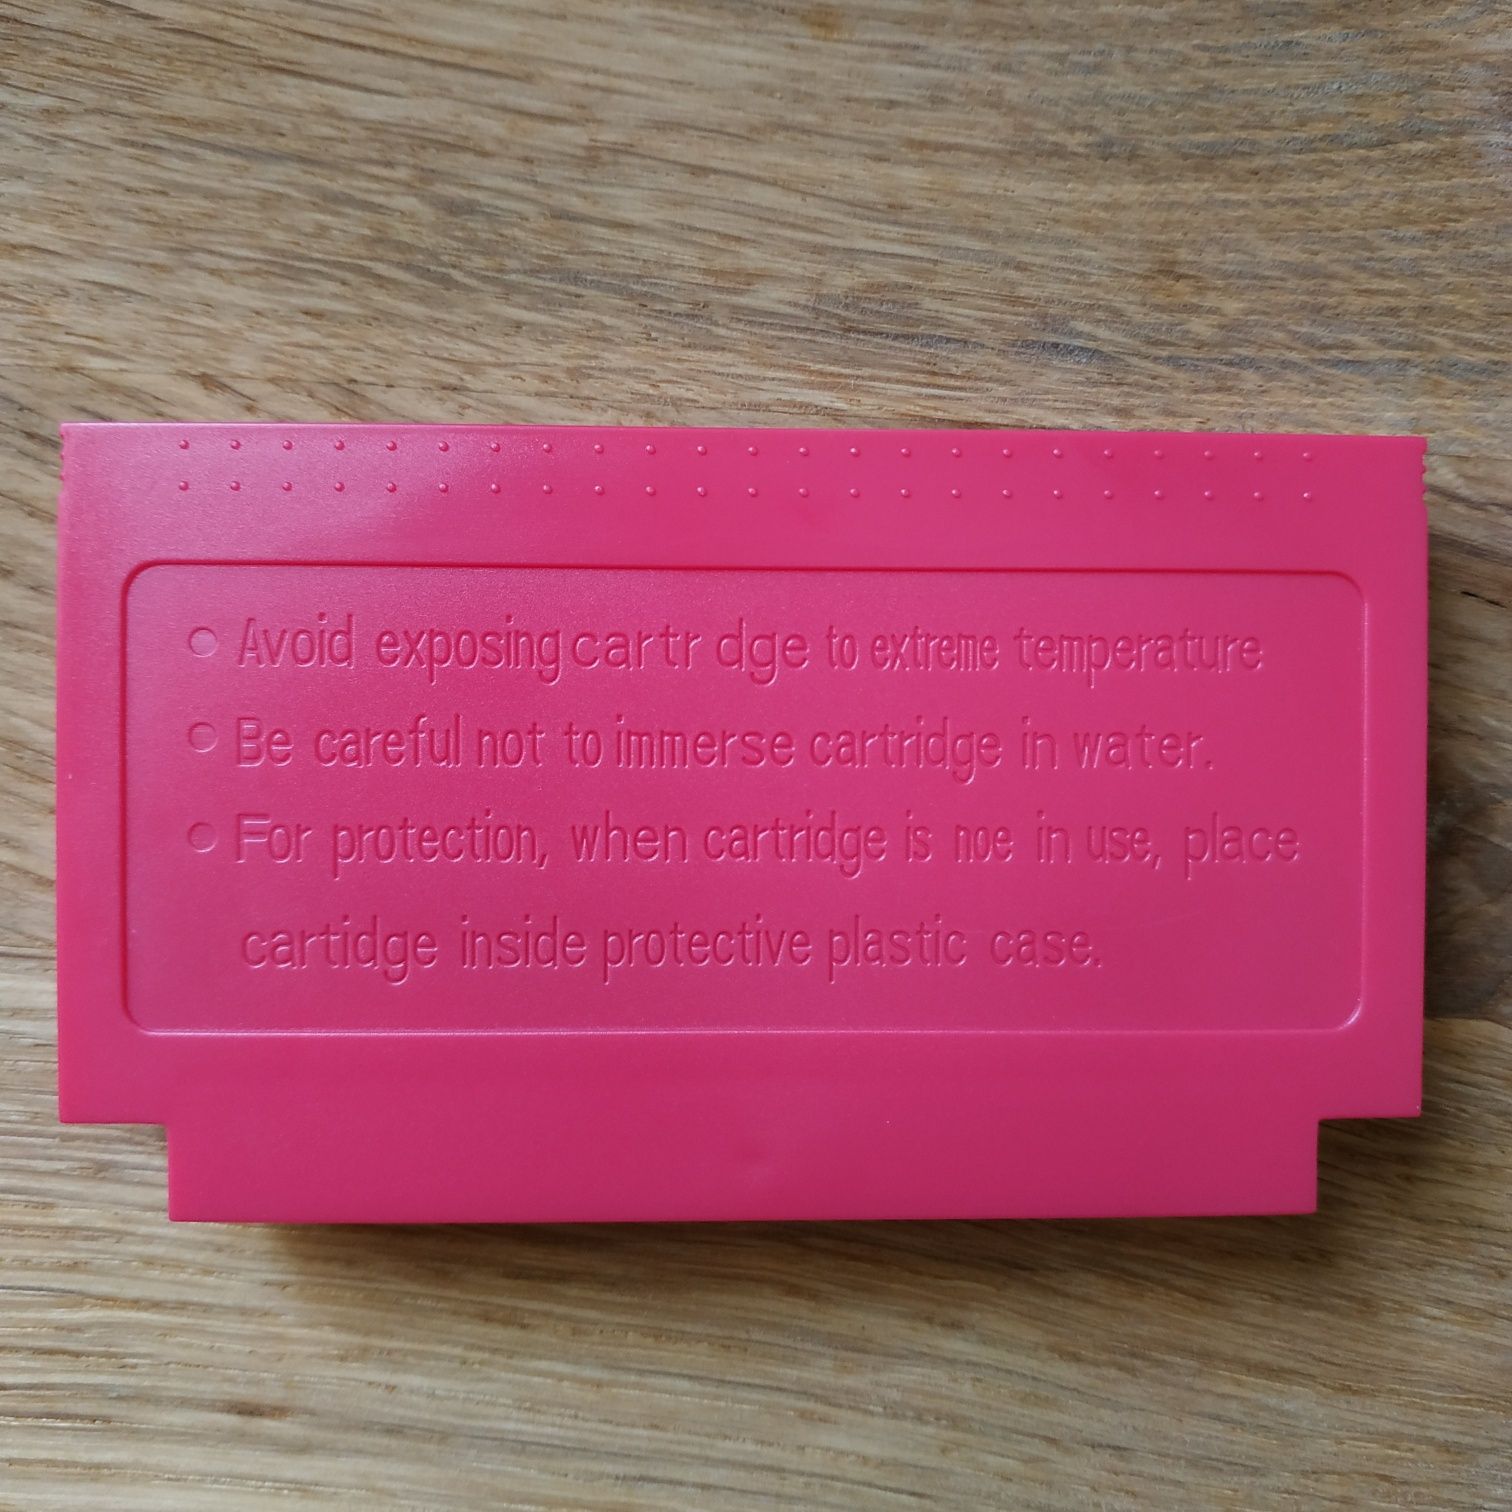 ○ Avoid exposing cartr dge to extreme temperature
○ Be careful not to immerse cartridge in water.
○ For protection, when cartridge is noe in use, place
cartidge inside protective plastic case.